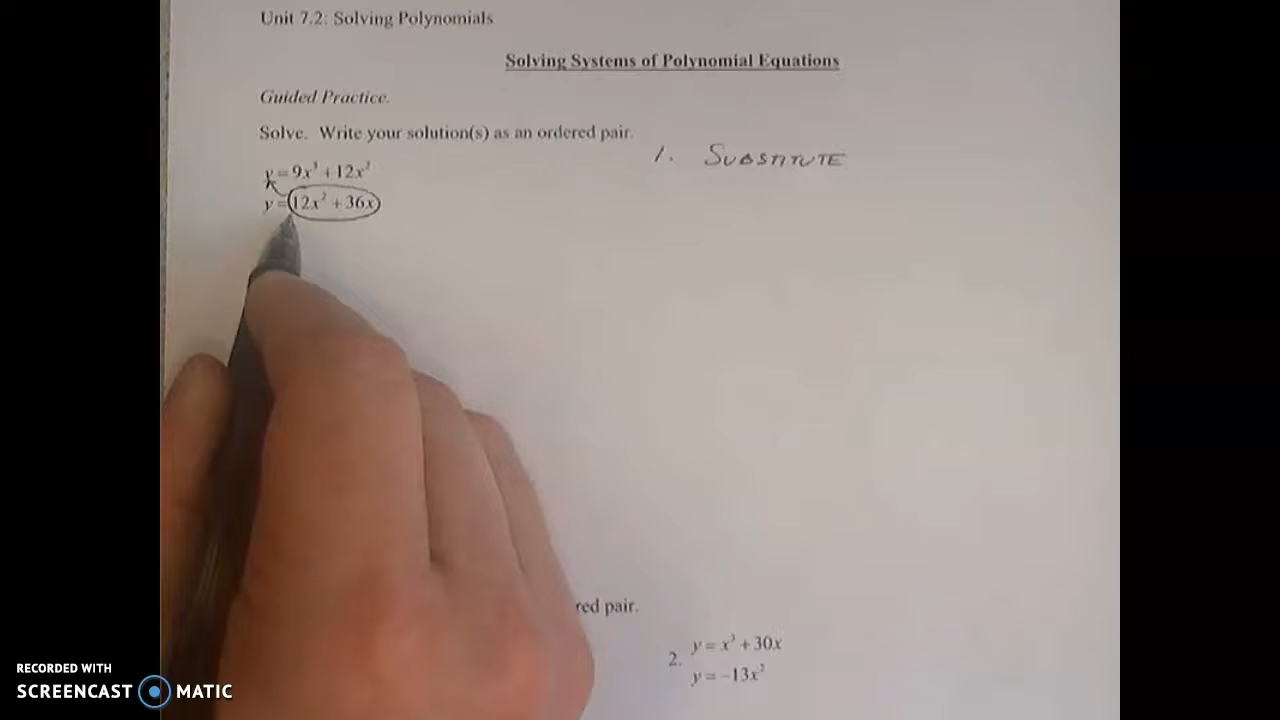 Unit 7.2: Solving Polynomials
Solving Systems of Polynomial Equations
Guided Practice.
Solve. Write your solution(s) as an ordered pair.
1. SUBSTITUTE
y = 9x³ + 12x²
y = 12x² + 36x
red pair.
2. y = x³ + 30x
y = -13x²
RECORDED WITH
SCREENCAST MATIC